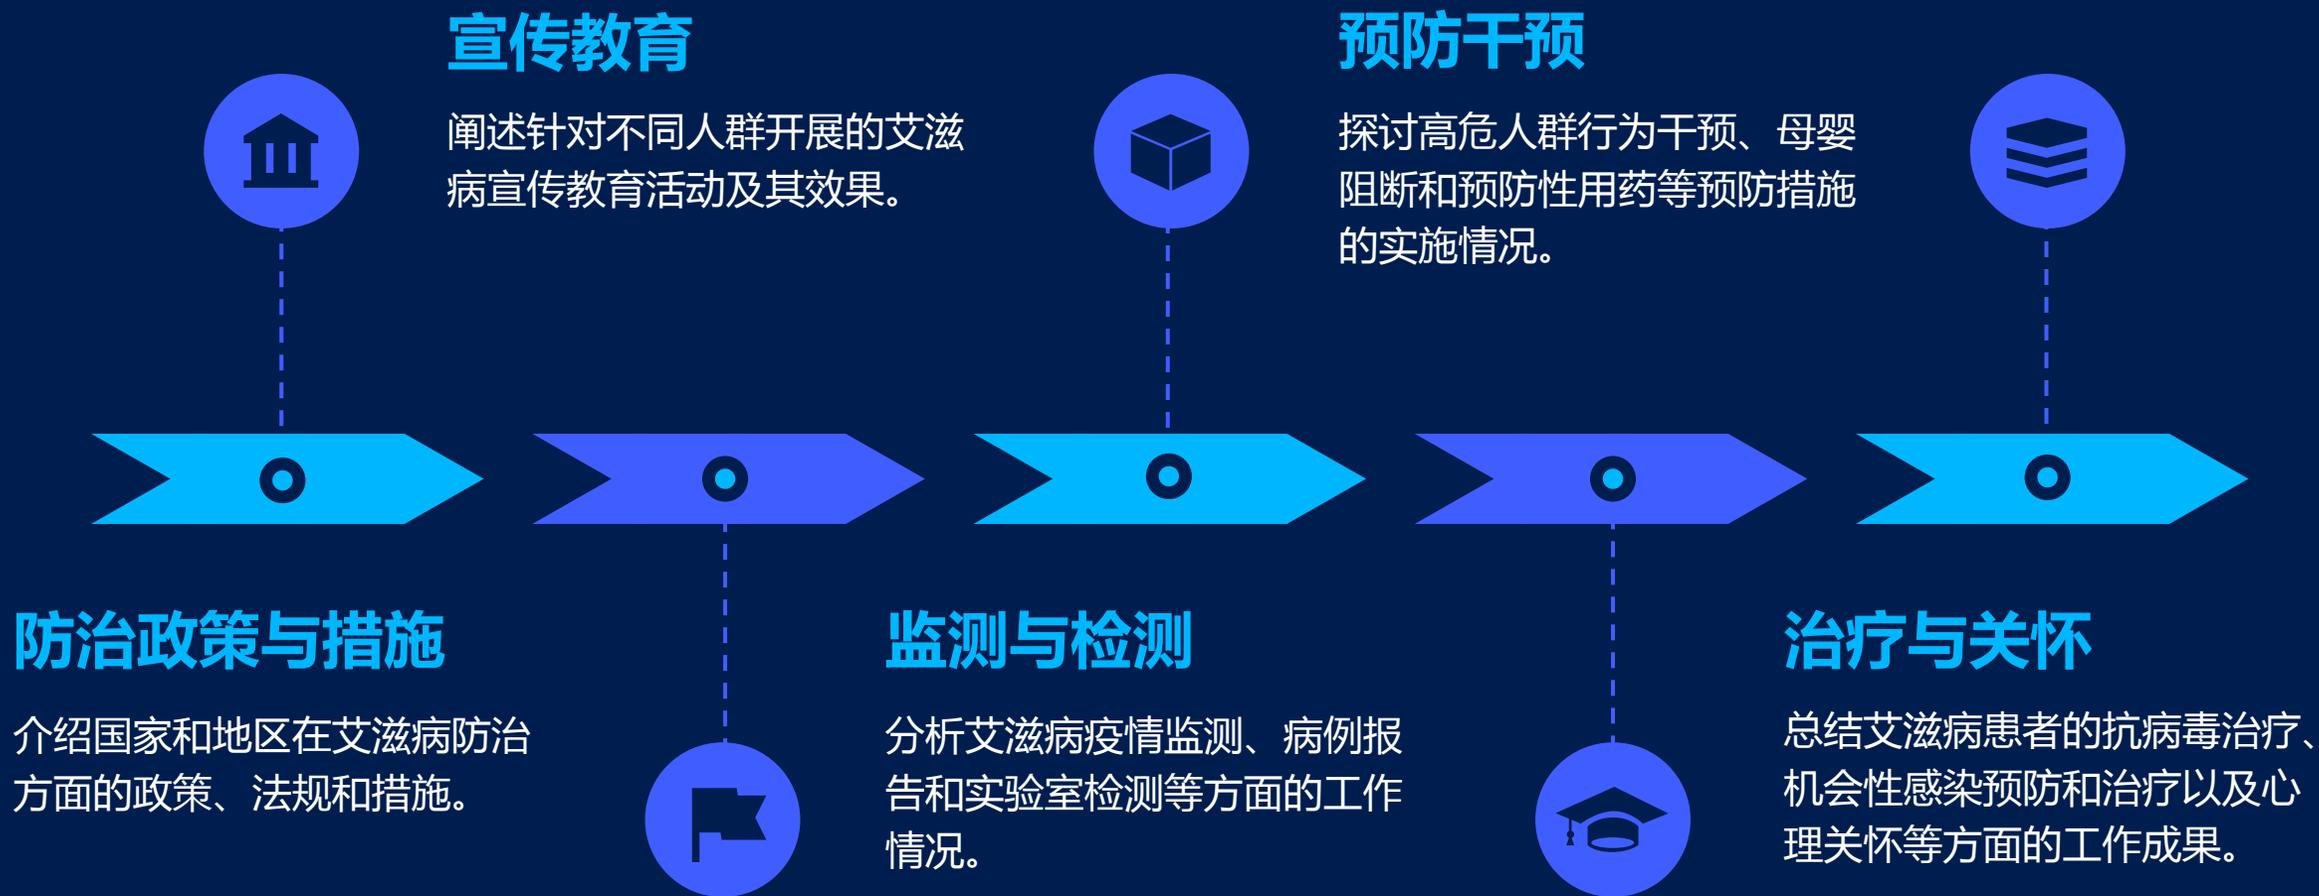 宣传教育
阐述针对不同人群开展的艾滋
病宣传教育活动及其效果。
预防干预
探讨高危人群行为干预、母婴
阻断和预防性用药等预防措施
的实施情况。
防治政策与措施
介绍国家和地区在艾滋病防治
方面的政策、法规和措施。
监测与检测
分析艾滋病疫情监测、病例报
告和实验室检测等方面的工作
情况。
治疗与关怀
总结艾滋病患者的抗病毒治疗、
机会性感染预防和治疗以及心
理关怀等方面的工作成果。